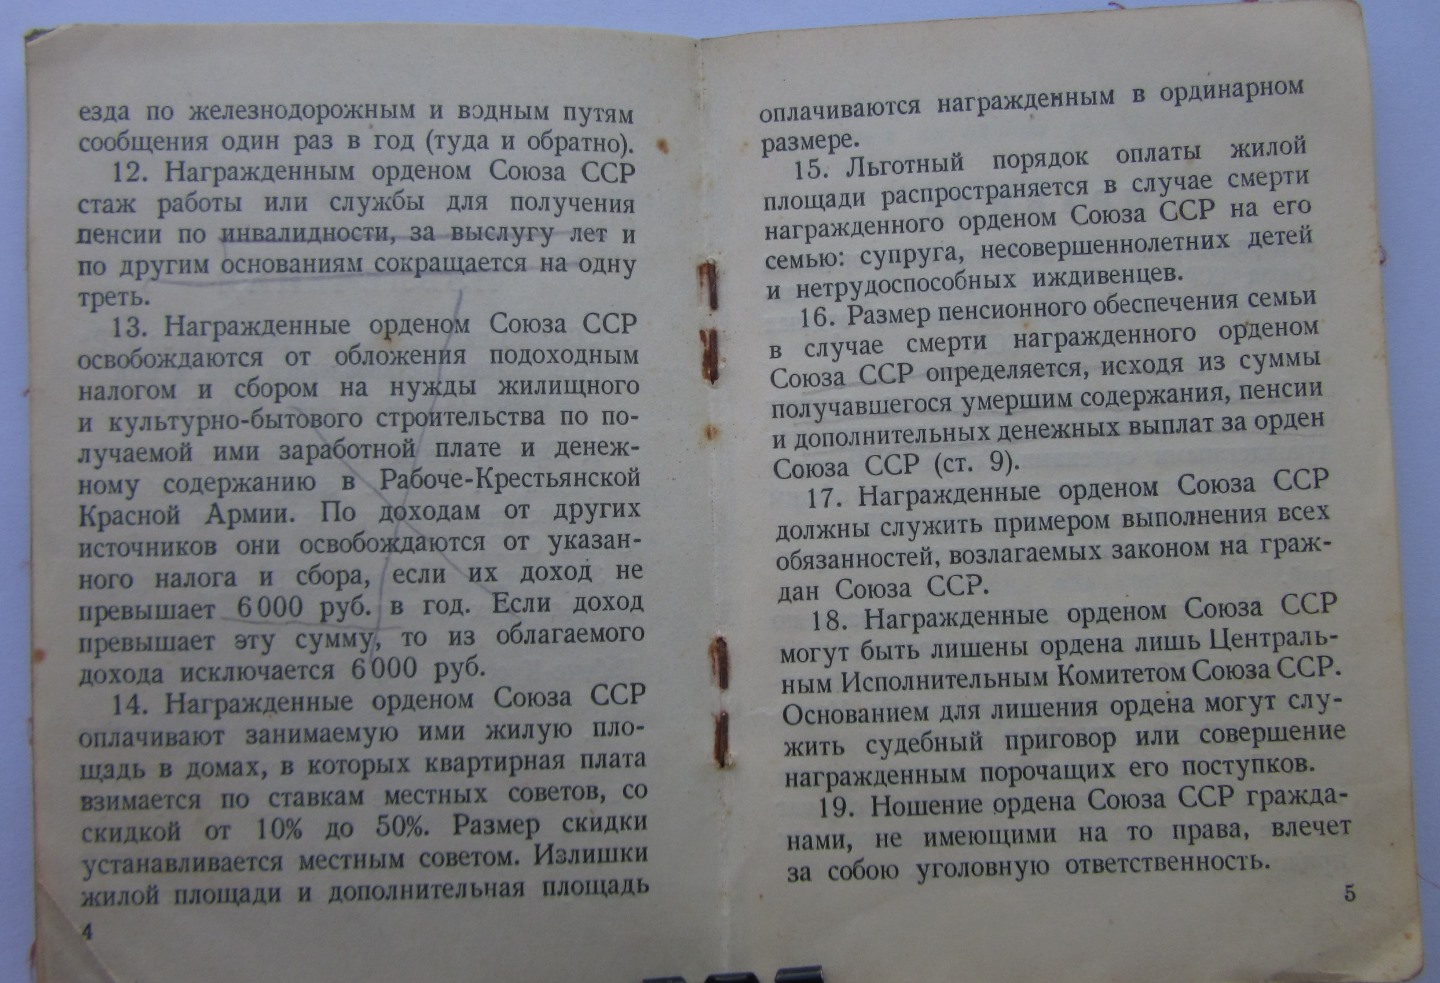 езда по железнодорожным и водным путям
сообщения один раз в год (туда и обратно).
12. Награжденным орденом Союза ССР
стаж работы или службы для получения
пенсии по инвалидности, за выслугу лет и
по другим основаниям сокращается на одну
треть.
13. Награжденные орденом Союза ССР
освобождаются от обложения подоходным
налогом и сбором на нужды жилищного
и культурно-бытового строительства по по-
лучаемой ими заработной плате и денеж-
ному содержанию в Рабоче-Крестьянской
Красной Армии. По доходам от других
источников они освобождаются от указан-
ного налога и сбора, если их доход не
превышает 6 000 руб. в год. Если доход
превышает эту сумму, то из облагаемого
дохода исключается 6 000 руб.
14. Награжденные орденом Союза ССР
оплачивают занимаемую ими жилую пло-
щадь в домах, в которых квартирная плата
взимается по ставкам местных советов, со
скидкой от 10% до 50%. Размер скидки
устанавливается местным советом. Излишки
жилой площади и дополнительная площадь
4
оплачиваются награжденным в ординарном
размере.
15. Льготный порядок оплаты жилой
площади распространяется в случае смерти
награжденного орденом Союза ССР на его
семью: супруга, несовершеннолетних детей
и нетрудоспособных иждивенцев.
16. Размер пенсионного обеспечения семьи
в случае смерти награжденного орденом
Союза ССР определяется, исходя из суммы
получавшегося умершим содержания, пенсии
и дополнительных денежных выплат за орден
Союза ССР (ст. 9).
17. Награжденные орденом Союза ССР
должны служить примером выполнения всех
обязанностей, возлагаемых законом на граж-
дан Союза ССР.
18. Награжденные орденом Союза ССР
могут быть лишены ордена лишь Централь-
ным Исполнительным Комитетом Союза ССР.
Основанием для лишения ордена могут слу-
жить судебный приговор или совершение
награжденным порочащих его поступков.
19. Ношение ордена Союза ССР гражда-
нами, не имеющими на то права, влечет
за собою уголовную ответственность.
5